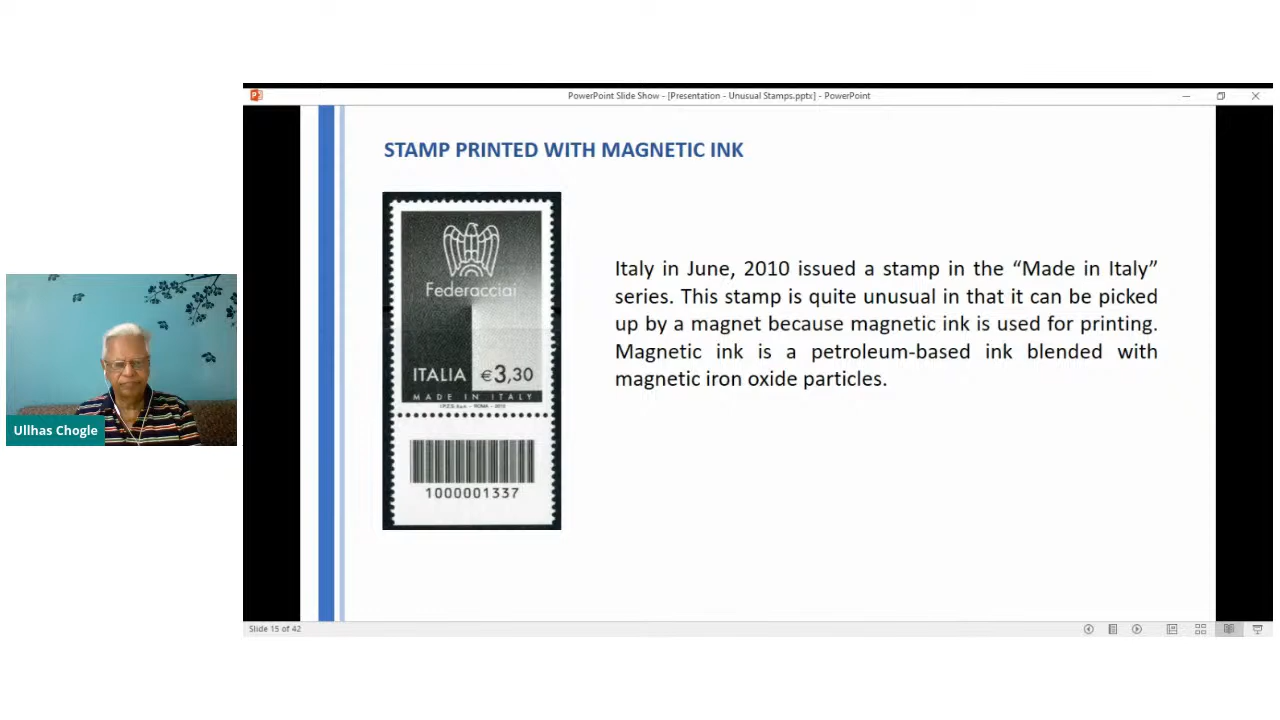 PowerPoint Slide Show - [Presentation - Unusual Stamps.pptx] - PowerPoint
STAMP PRINTED WITH MAGNETIC INK
Federacciai
ITALIA €3,30
MADE IN ITALY
I.P.Z.S. S.p.A. - ROMA - 2010
1000001337
Italy in June, 2010 issued a stamp in the “Made in Italy”
series. This stamp is quite unusual in that it can be picked
up by a magnet because magnetic ink is used for printing.
Magnetic ink is a petroleum-based ink blended with
magnetic iron oxide particles.
Ullhas Chogle
Slide 15 of 42